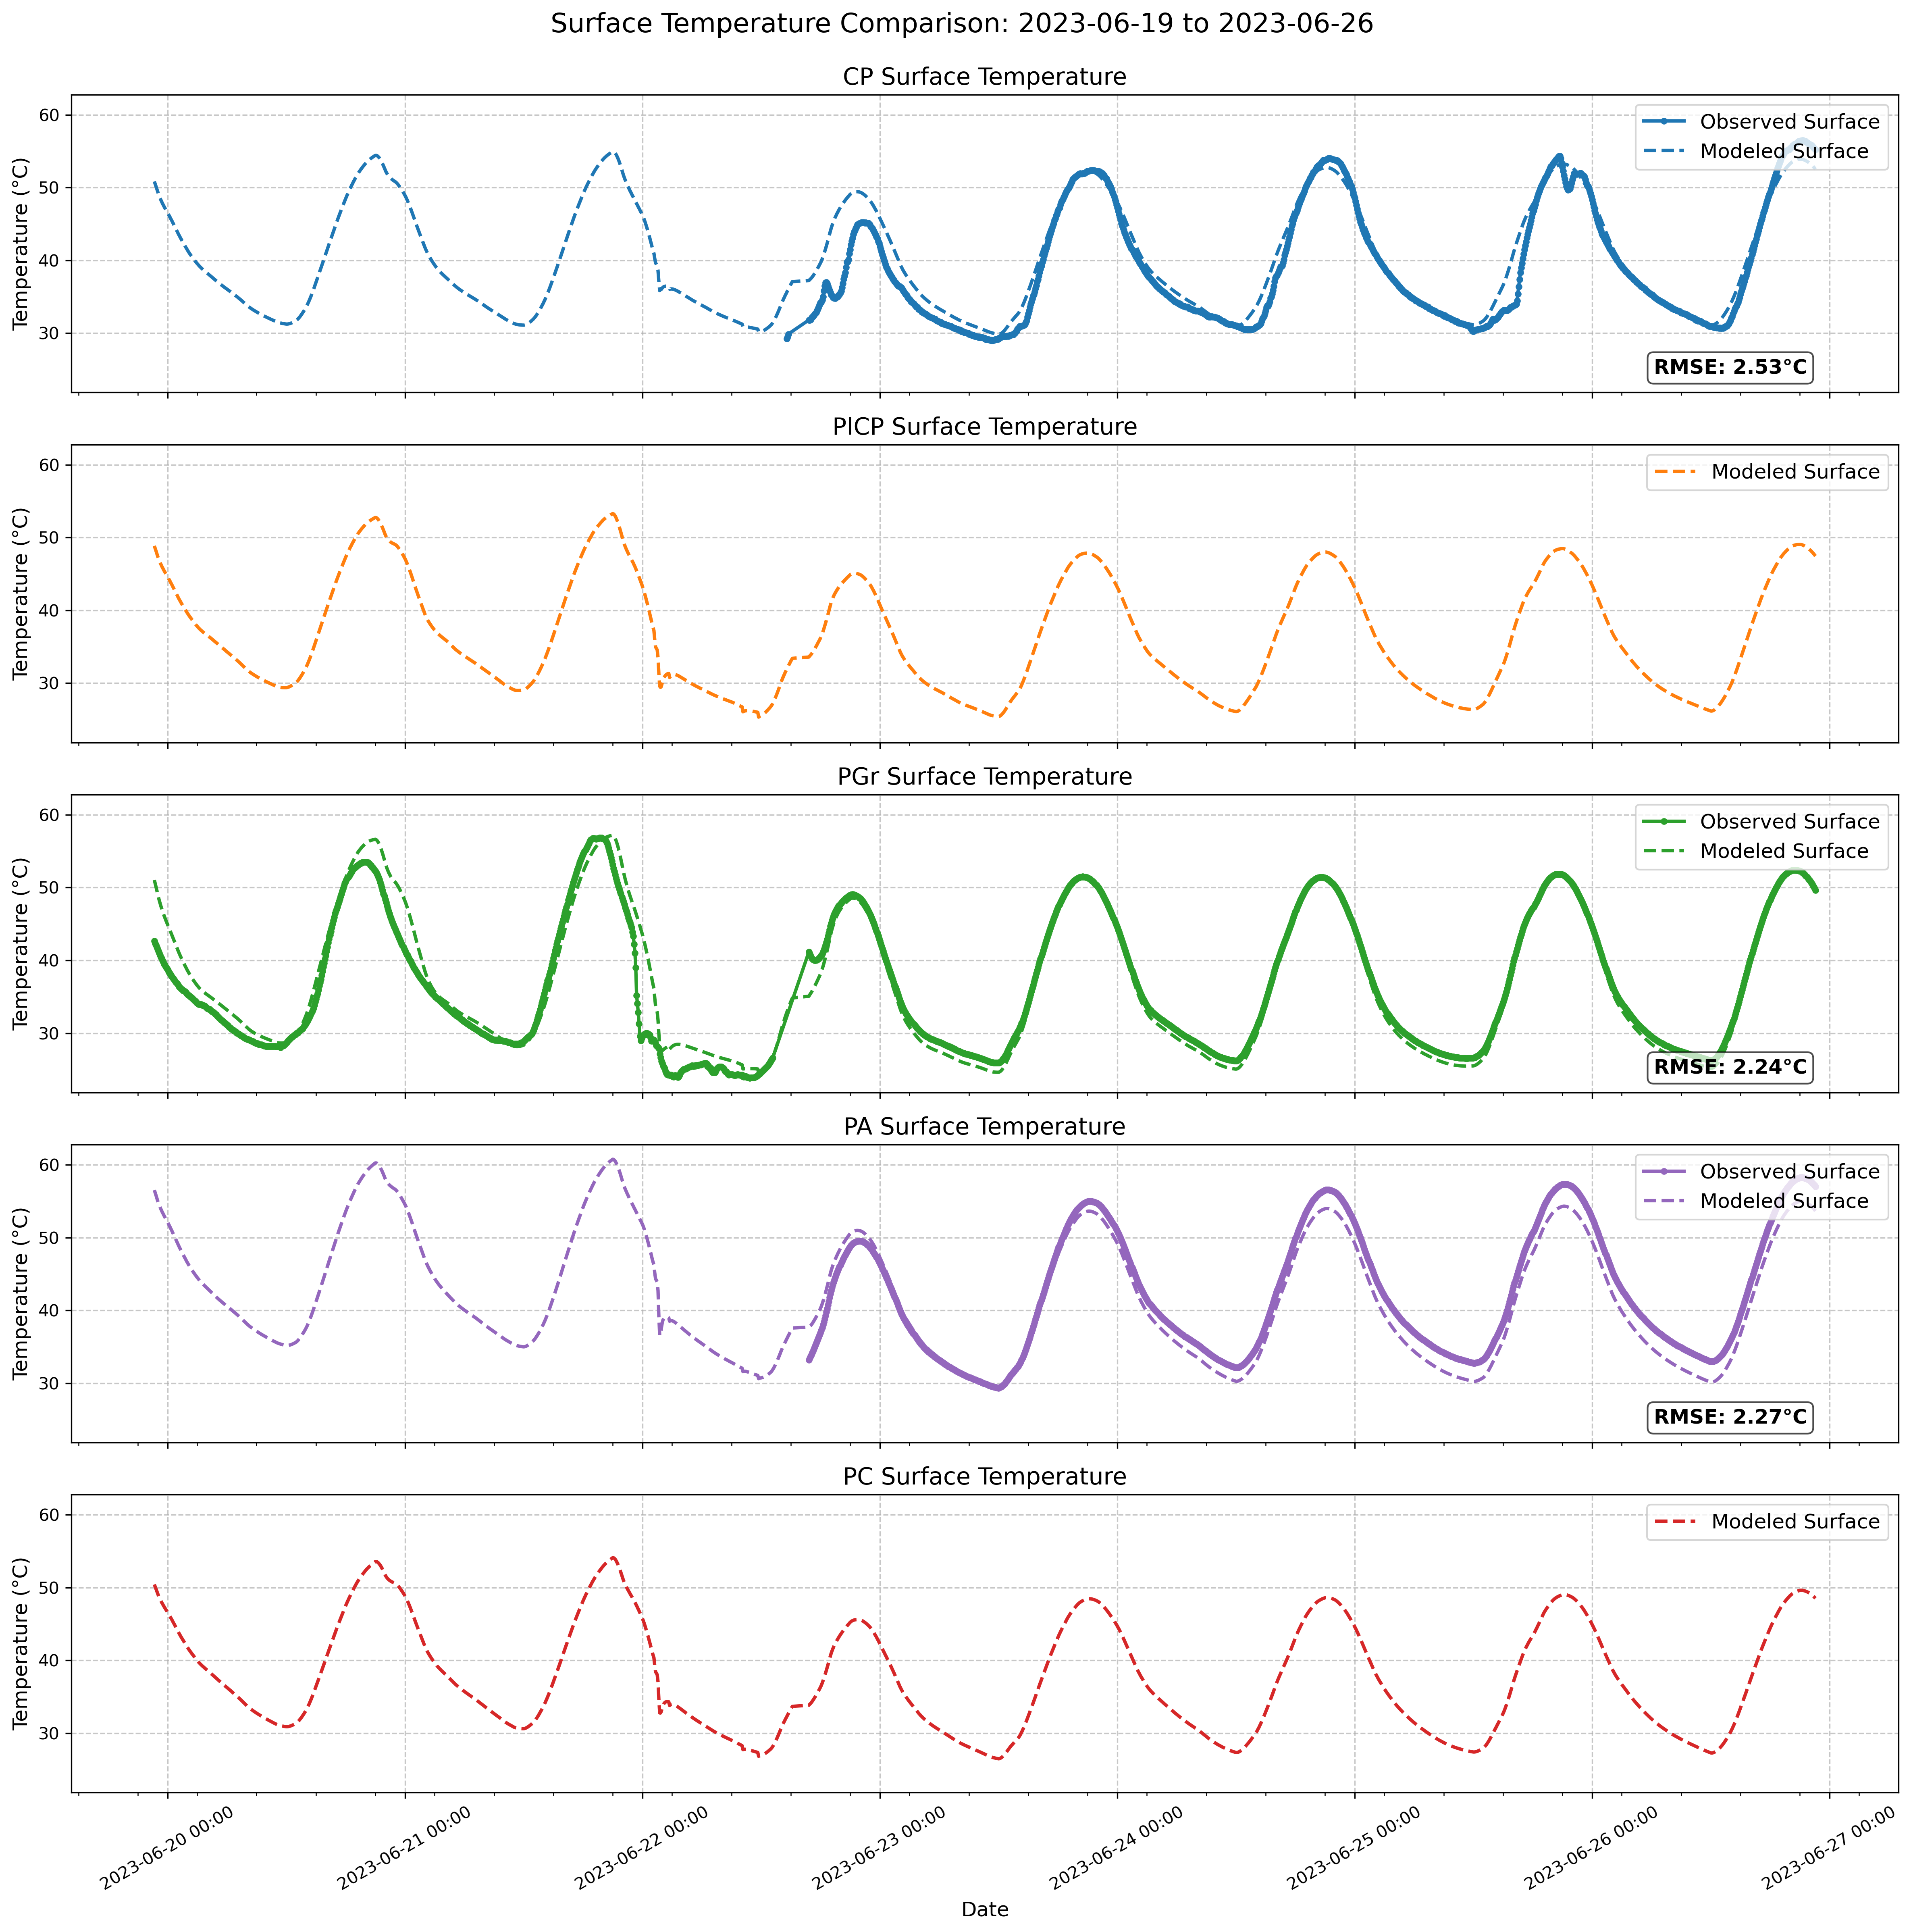 Surface Temperature Comparison: 2023-06-19 to 2023-06-26
CP Surface Temperature
Temperature (°C)
60
50
40
30
Observed Surface
Modeled Surface
RMSE: 2.53°C
PICP Surface Temperature
Temperature (°C)
60
50
40
30
Modeled Surface
PGr Surface Temperature
Temperature (°C)
60
50
40
30
Observed Surface
Modeled Surface
RMSE: 2.24°C
PA Surface Temperature
Temperature (°C)
60
50
40
30
Observed Surface
Modeled Surface
RMSE: 2.27°C
PC Surface Temperature
Temperature (°C)
60
50
40
30
Modeled Surface
2023-06-20 00:00
2023-06-21 00:00
2023-06-22 00:00
2023-06-23 00:00
2023-06-24 00:00
2023-06-25 00:00
2023-06-26 00:00
2023-06-27 00:00
Date